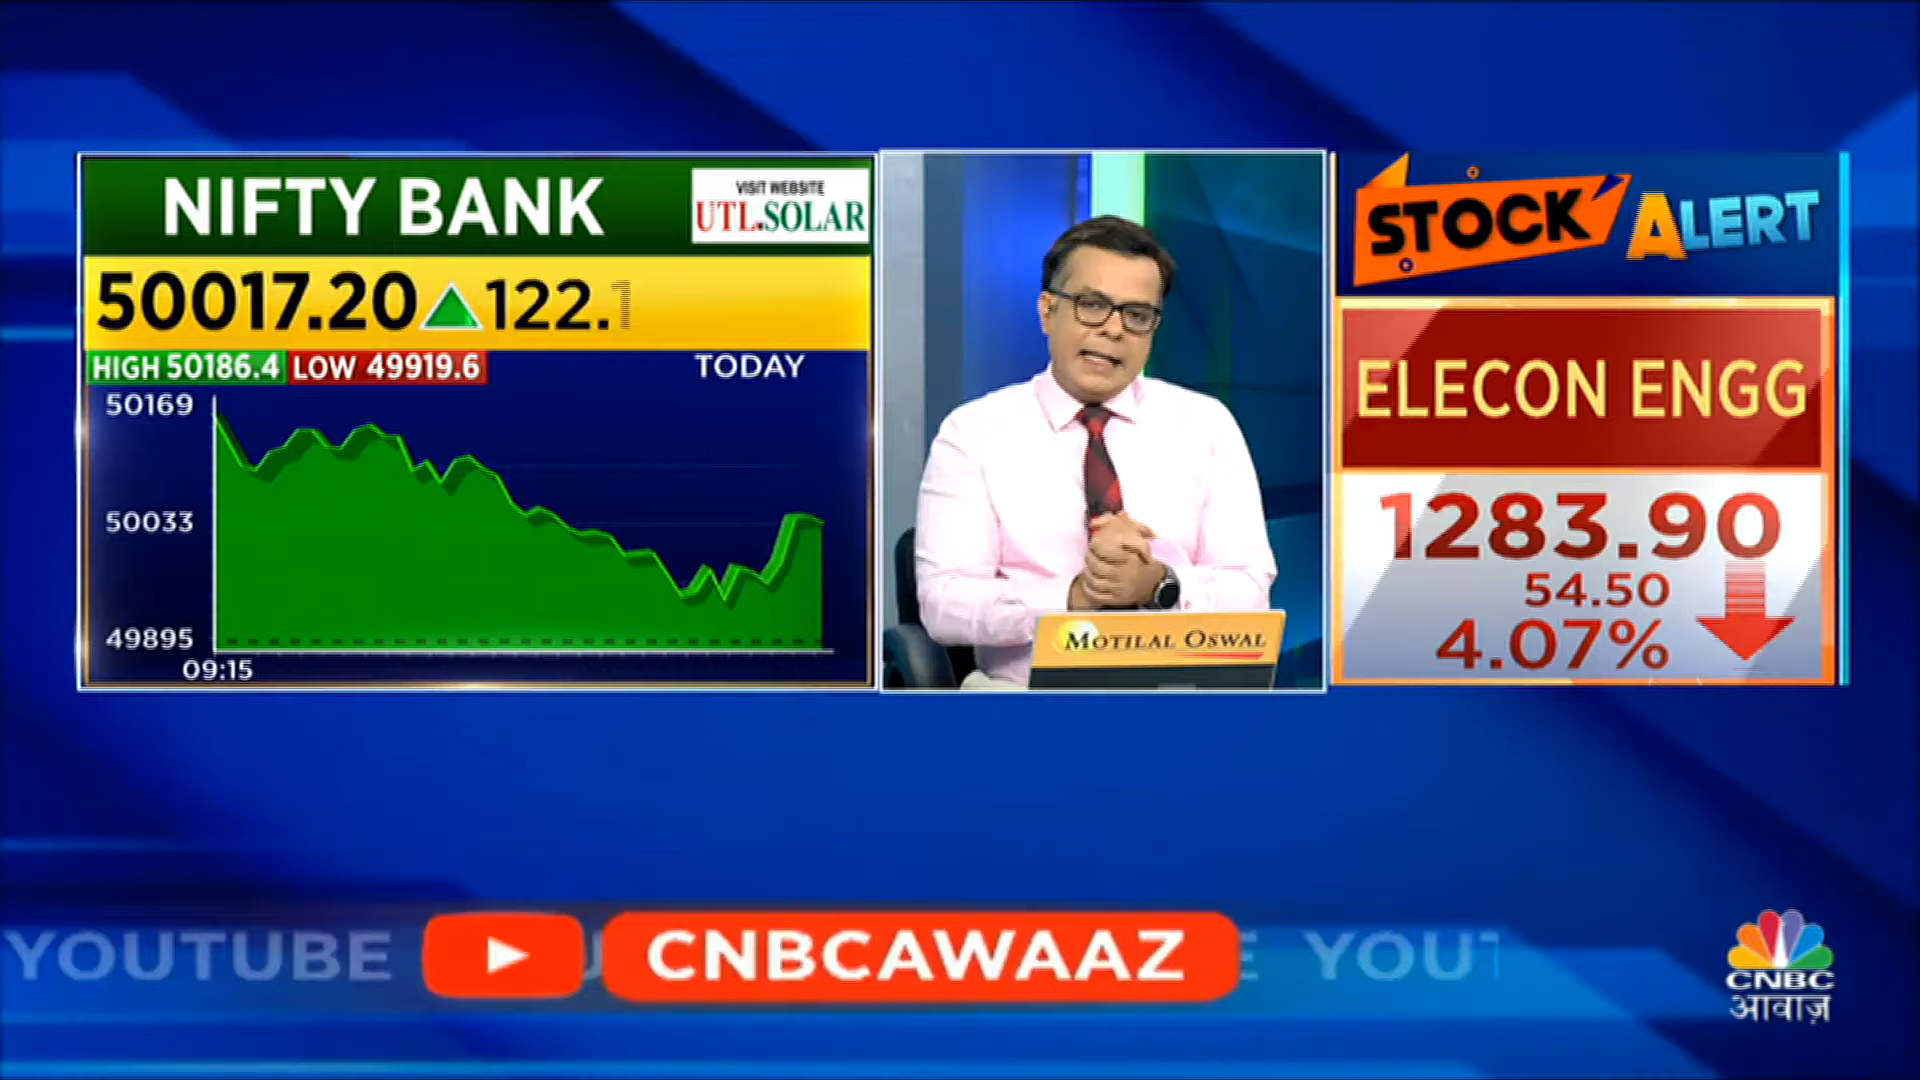 NIFTY BANK
VISIT WEBSITE
UTL.SOLAR
50017.20 122.1
HIGH 50186.4 LOW 49919.6 TODAY
50169
50033
49895
09:15
MOTILAL OSWAL
STOCK ALERT
ELECON ENGG
1283.90
54.50
4.07%
YOUTUBE CNBCAWAAZ YOUT
CNBC
आवाज़